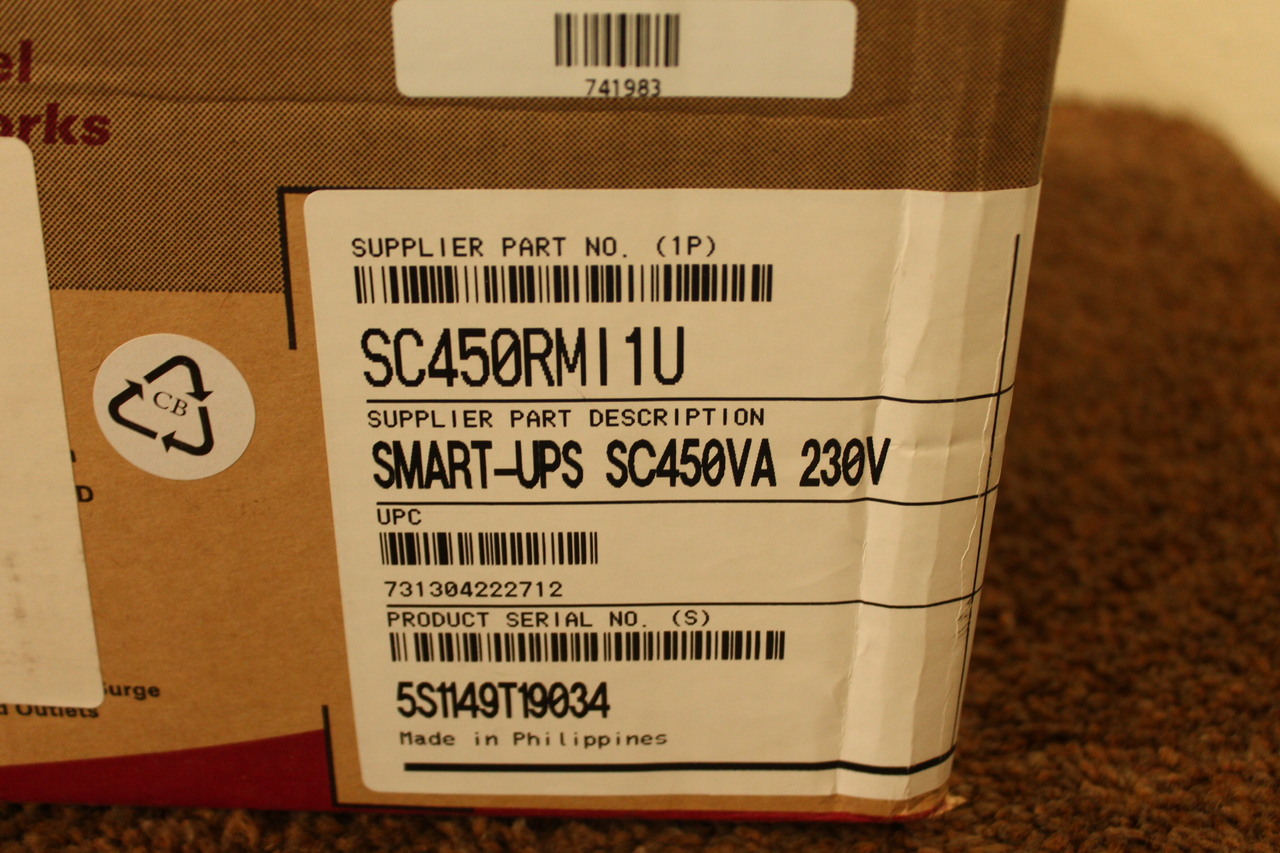 741983
SUPPLIER PART NO. (1P)
SC450RMI1U
CB
SUPPLIER PART DESCRIPTION
SMART-UPS SC450VA 230V
UPC
731304222712
PRODUCT SERIAL NO. (S)
5S1149T19034
Made in Philippines
Outlets